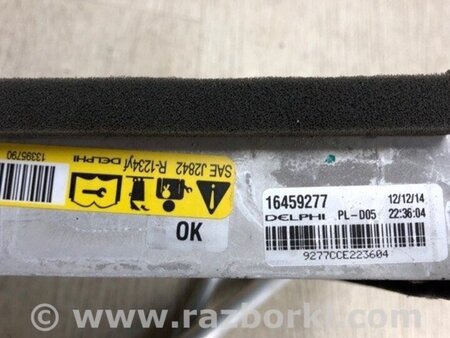 13395790
SAE J2842 R-1234yf DELPHI
OK
16459277 12/12/14
DELPHI PL-D05 22:36:04
9277CCE223604
© www.razborki.com